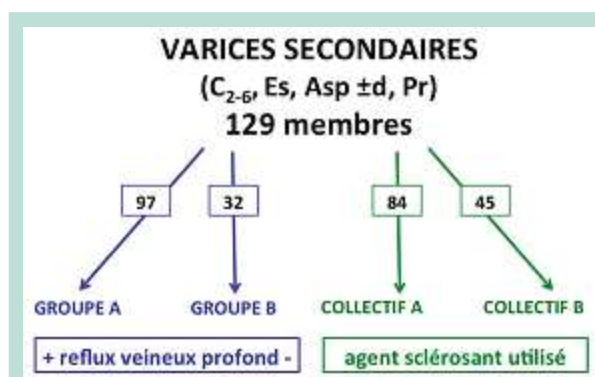 VARICES SECONDAIRES
(C2-6, Es, Asp ±d, Pr)
129 membres
97 32 84 45
GROUPE A GROUPE B COLLECTIF A COLLECTIF B
+ reflux veineux profond - agent sclérosant utilisé